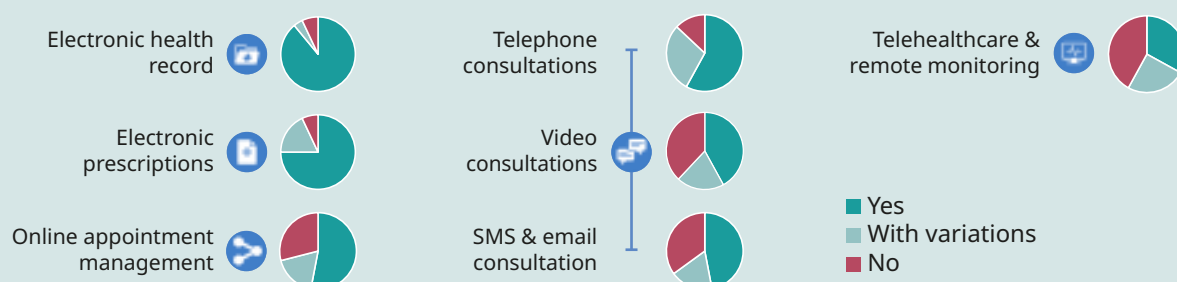 Electronic health
record
Telephone
consultations
Telehealthcare &
remote monitoring
Electronic
prescriptions
Video
consultations
Online appointment
management
SMS & email
consultation
Yes
With variations
No